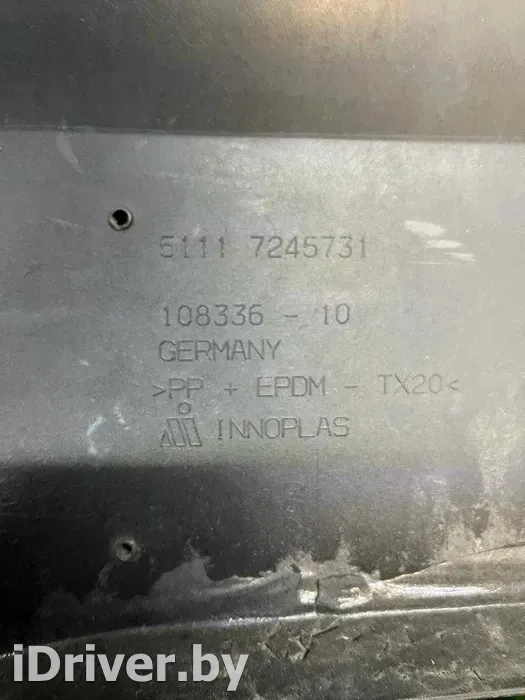 5111 7245731
108336 - 10
GERMANY
>PP + EPDM - TX20<
INNOPLAS
iDriver.by